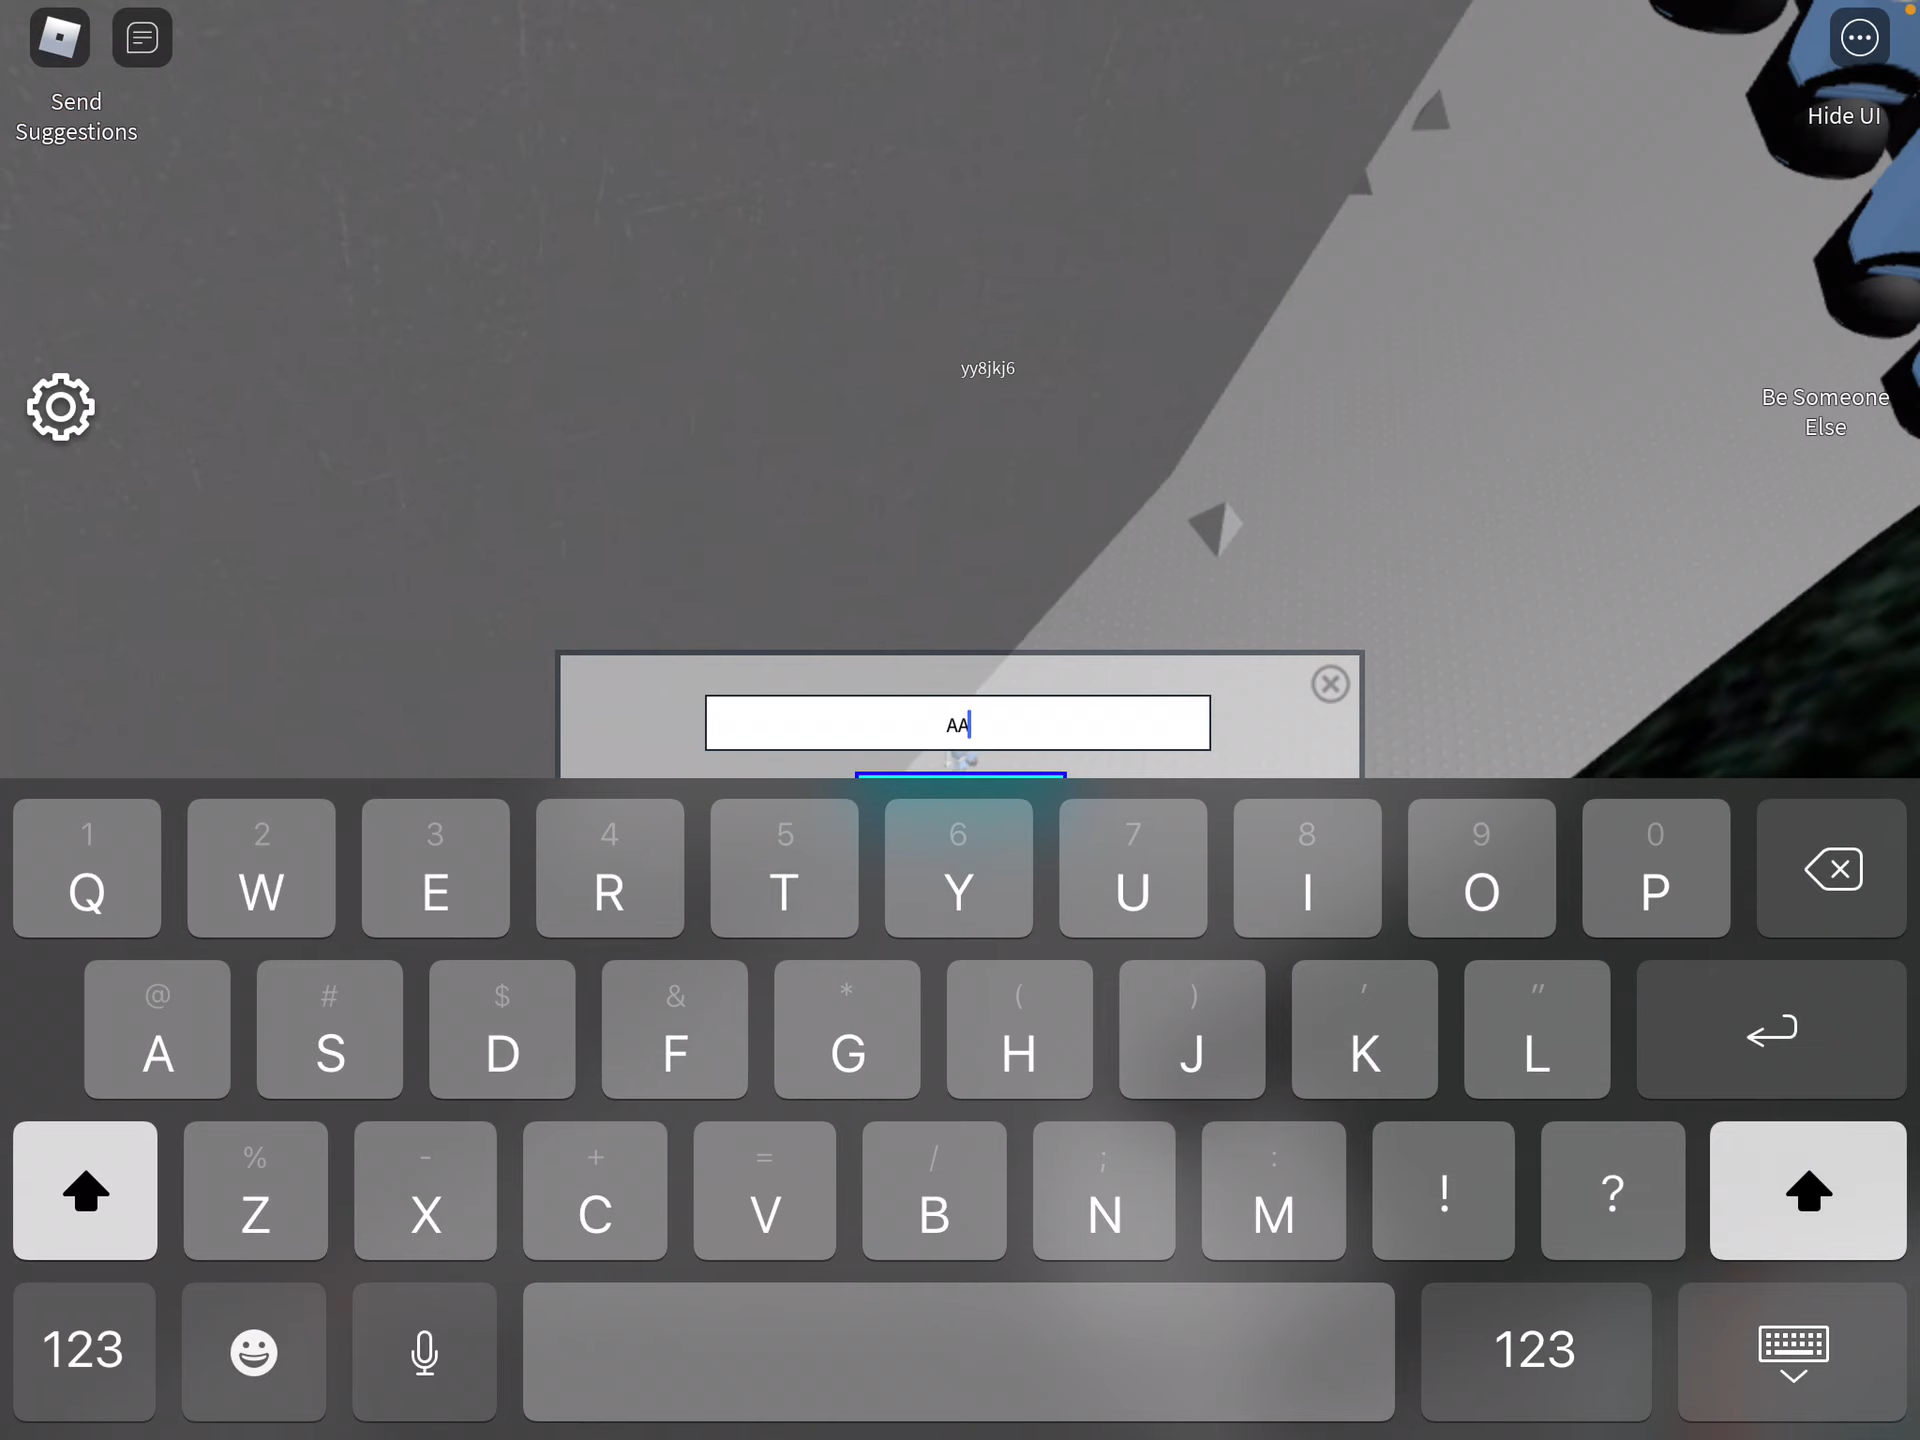 Send
Suggestions
Hide UI
yy8jkj6
Be Someone
Else
AA
1 2 3 4 5 6 7 8 9 0
Q W E R T Y U I O P
@ # $ & * ( ) ' "
A S D F G H J K L
% - + = / ; :
Z X C V B N M ! ?
123 123